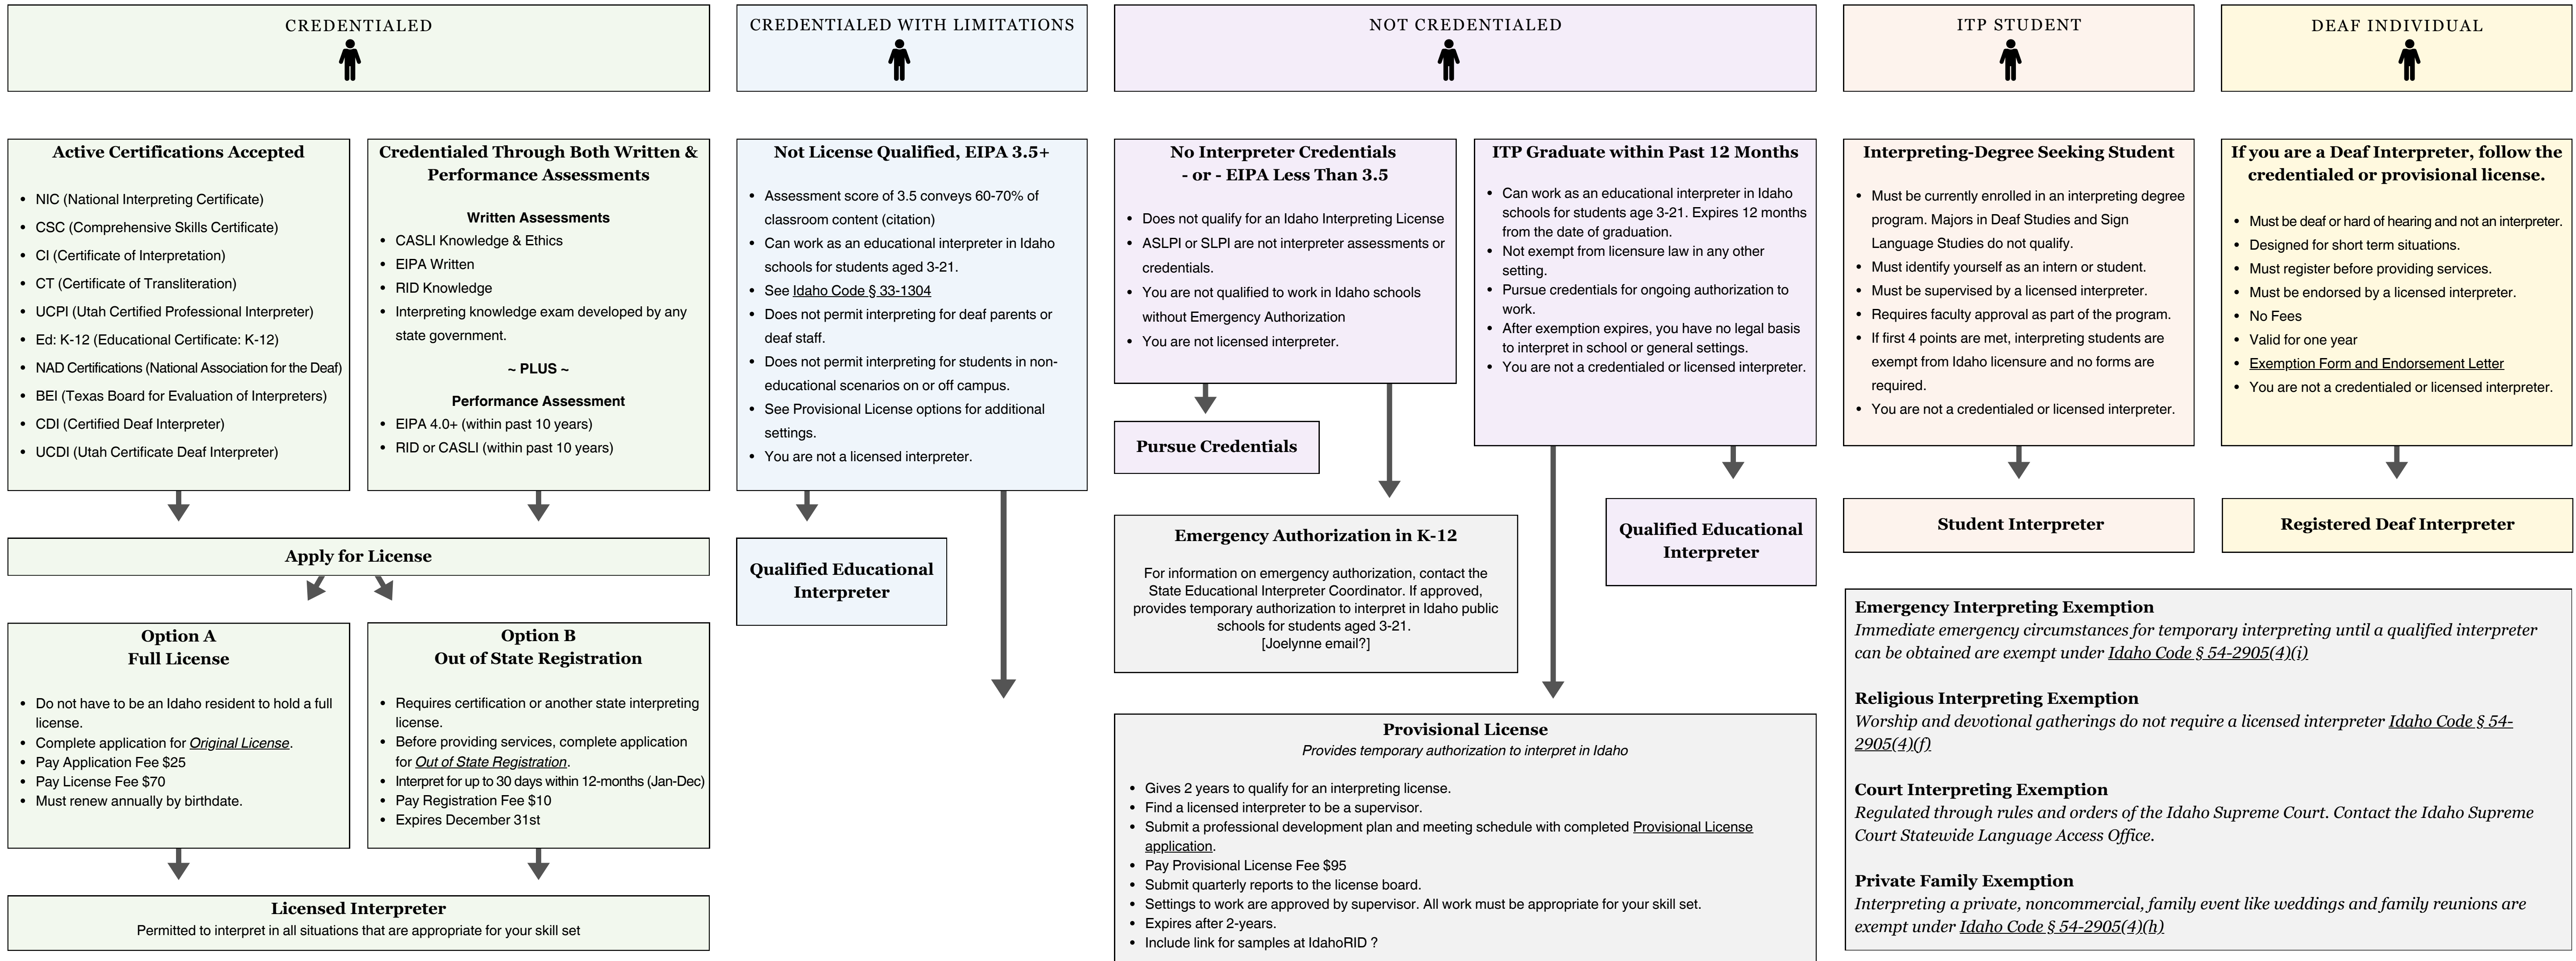 CREDENTIALED
Active Certifications Accepted
• NIC (National Interpreting Certificate)
• CSC (Comprehensive Skills Certificate)
• CI (Certificate of Interpretation)
• CT (Certificate of Transliteration)
• UCPI (Utah Certified Professional Interpreter)
• Ed: K-12 (Educational Certificate: K-12)
• NAD Certifications (National Association for the Deaf)
• BEI (Texas Board for Evaluation of Interpreters)
• CDI (Certified Deaf Interpreter)
• UCDI (Utah Certificate Deaf Interpreter)
Credentialed Through Both Written &
Performance Assessments
Written Assessments
• CASLI Knowledge & Ethics
• EIPA Written
• RID Knowledge
• Interpreting knowledge exam developed by any
state government.
~ PLUS ~
Performance Assessment
• EIPA 4.0+ (within past 10 years)
• RID or CASLI (within past 10 years)
Apply for License
Option A
Full License
• Do not have to be an Idaho resident to hold a full
license.
• Complete application for Original License.
• Pay Application Fee $25
• Pay License Fee $70
• Must renew annually by birthdate.
Option B
Out of State Registration
• Requires certification or another state interpreting
license.
• Before providing services, complete application
for Out of State Registration.
• Interpret for up to 30 days within 12-months (Jan-Dec)
• Pay Registration Fee $10
• Expires December 31st
Licensed Interpreter
Permitted to interpret in all situations that are appropriate for your skill set
CREDENTIALED WITH LIMITATIONS
Not License Qualified, EIPA 3.5+
• Assessment score of 3.5 conveys 60-70% of
classroom content (citation)
• Can work as an educational interpreter in Idaho
schools for students aged 3-21.
• See Idaho Code § 33-1304
• Does not permit interpreting for deaf parents or
deaf staff.
• Does not permit interpreting for students in non-
educational scenarios on or off campus.
• See Provisional License options for additional
settings.
• You are not a licensed interpreter.
Qualified Educational
Interpreter
NOT CREDENTIALED
No Interpreter Credentials
- or - EIPA Less Than 3.5
• Does not qualify for an Idaho Interpreting License
• ASLPI or SLPI are not interpreter assessments or
credentials.
• You are not qualified to work in Idaho schools
without Emergency Authorization
• You are not licensed interpreter.
Pursue Credentials
Emergency Authorization in K-12
For information on emergency authorization, contact the
State Educational Interpreter Coordinator. If approved,
provides temporary authorization to interpret in Idaho public
schools for students aged 3-21.
[Joelynne email?]
ITP Graduate within Past 12 Months
• Can work as an educational interpreter in Idaho
schools for students age 3-21. Expires 12 months
from the date of graduation.
• Not exempt from licensure law in any other
setting.
• Pursue credentials for ongoing authorization to
work.
• After exemption expires, you have no legal basis
to interpret in school or general settings.
• You are not a credentialed or licensed interpreter.
Qualified Educational
Interpreter
Provisional License
Provides temporary authorization to interpret in Idaho
• Gives 2 years to qualify for an interpreting license.
• Find a licensed interpreter to be a supervisor.
• Submit a professional development plan and meeting schedule with completed Provisional License
application.
• Pay Provisional License Fee $95
• Submit quarterly reports to the license board.
• Settings to work are approved by supervisor. All work must be appropriate for your skill set.
• Expires after 2-years.
• Include link for samples at IdahoRID ?
ITP STUDENT
Interpreting-Degree Seeking Student
• Must be currently enrolled in an interpreting degree
program. Majors in Deaf Studies and Sign
Language Studies do not qualify.
• Must identify yourself as an intern or student.
• Must be supervised by a licensed interpreter.
• Requires faculty approval as part of the program.
• If first 4 points are met, interpreting students are
exempt from Idaho licensure and no forms are
required.
• You are not a credentialed or licensed interpreter.
Student Interpreter
DEAF INDIVIDUAL
If you are a Deaf Interpreter, follow the
credentialed or provisional license.
• Must be deaf or hard of hearing and not an interpreter.
• Designed for short term situations.
• Must register before providing services.
• Must be endorsed by a licensed interpreter.
• No Fees
• Valid for one year
• Exemption Form and Endorsement Letter
• You are not a credentialed or licensed interpreter.
Registered Deaf Interpreter
Emergency Interpreting Exemption
Immediate emergency circumstances for temporary interpreting until a qualified interpreter
can be obtained are exempt under Idaho Code § 54-2905(4)(i)
Religious Interpreting Exemption
Worship and devotional gatherings do not require a licensed interpreter Idaho Code § 54-
2905(4)(f)
Court Interpreting Exemption
Regulated through rules and orders of the Idaho Supreme Court. Contact the Idaho Supreme
Court Statewide Language Access Office.
Private Family Exemption
Interpreting a private, noncommercial, family event like weddings and family reunions are
exempt under Idaho Code § 54-2905(4)(h)